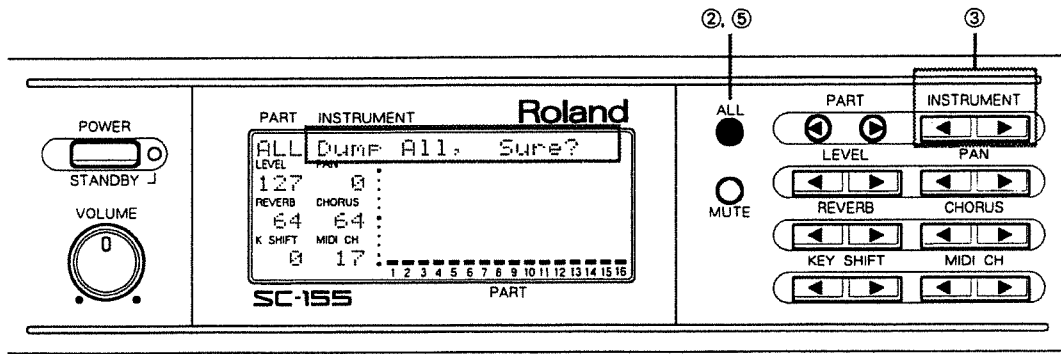 ②, ⑤
③
POWER
STANDBY
VOLUME
PART INSTRUMENT
Roland
ALL Dump All, Sure?
LEVEL PAN
127 0
REVERB CHORUS
64 64
K SHIFT MIDI CH
0 17
1 2 3 4 5 6 7 8 9 10 11 12 13 14 15 16
SC-155
PART
ALL
MUTE
PART INSTRUMENT
LEVEL PAN
REVERB CHORUS
KEY SHIFT MIDI CH